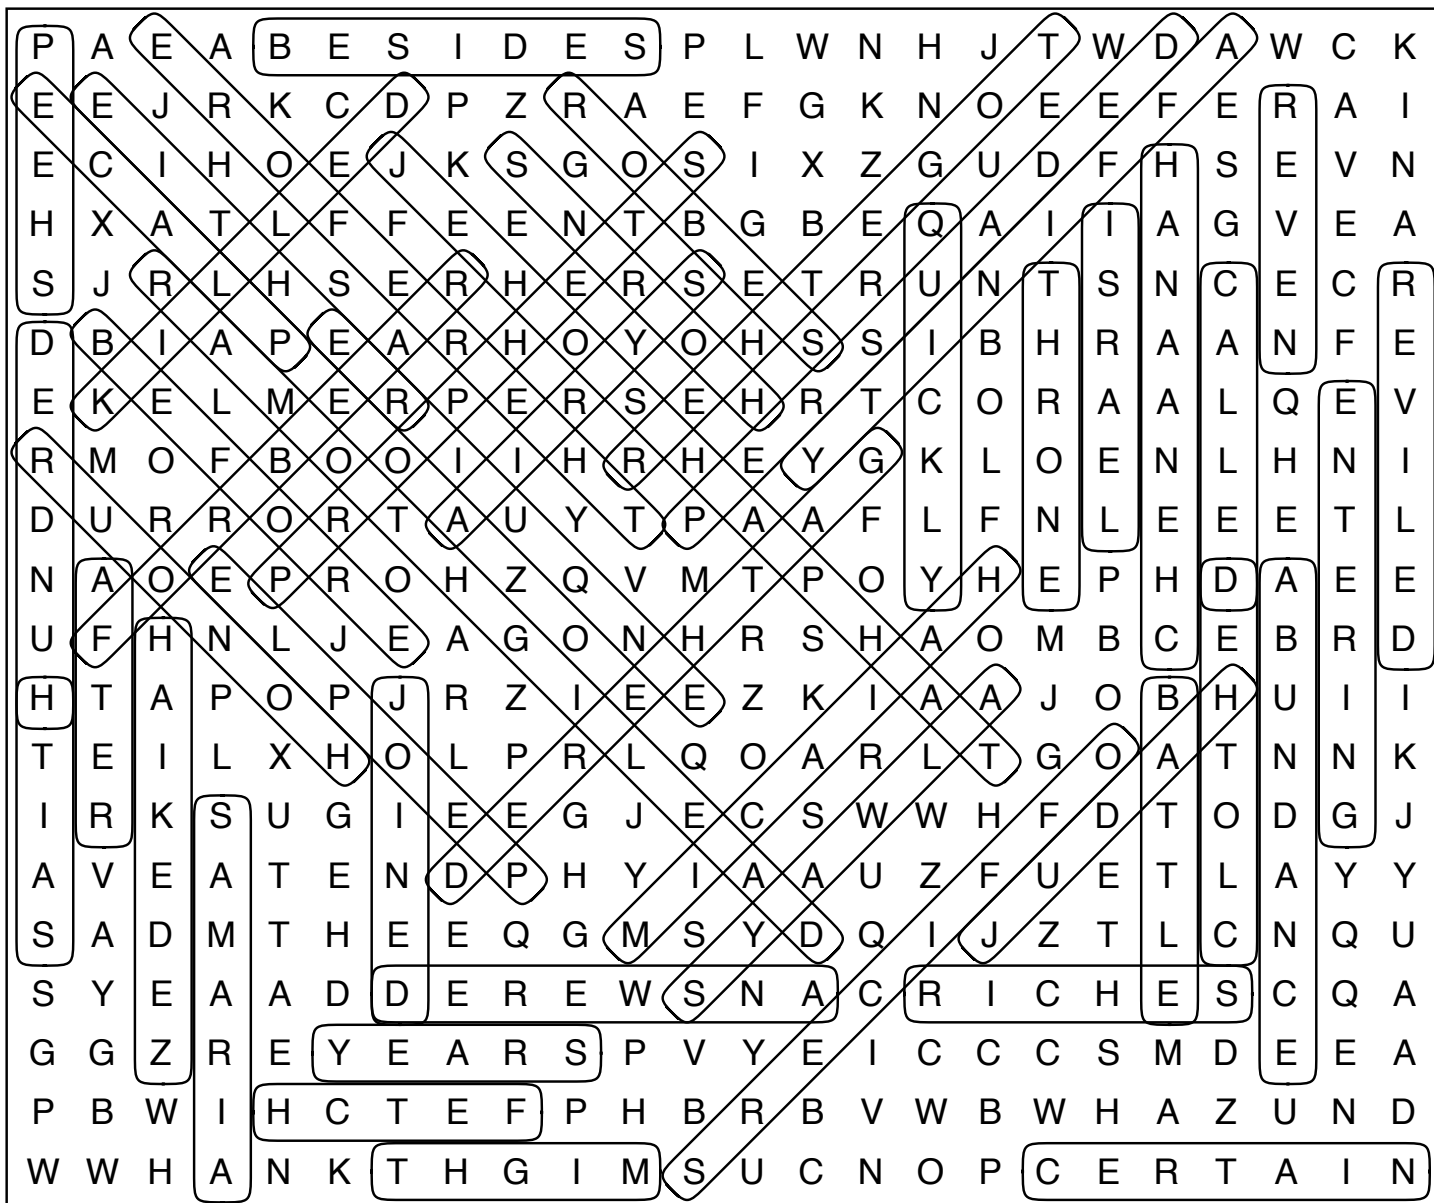 P A E A B E S I D E S P L W N H J T W D A W C K
E E J R K C D P Z R A E F G K N O E E F E R A I
E C I H O E J K S G O S I X Z G U D F H S E V N
H X A T L F F E E N T B G B E Q A I I A G V E A
S J R L H S E R H E R S E T R U N T S N C E C R
D B I A P E A R H O Y O H S S I B H R A A N F E
E K E L M E R P E R S E H R T C O R A A L Q E V
R M O F B O O I I H R H E Y G K L O E N L H N I
D U R R O R T A U Y T P A A F L F N L E E E T L
N A O E P R O H Z Q V M T P O Y H E P H D A E E
U F H N L J E A G O N H R S H A O M B C E B R D
H T A P O P J R Z I E E Z K I A A J O B H U I I
T E I L X H O L P R L Q O A R L T G O A T N N K
I R K S U G I E E G J E C S W W H F D T O D G J
A V E A T E N D P H Y I A A U Z F U E T L A Y Y
S A D M T H E E Q G M S Y D Q I J Z T L C N Q U
S Y E A A D D E R E W S N A C R I C H E S C Q A
G G Z R E Y E A R S P V Y E I C C C S M D E E A
P B W I H C T E F P H B R B V W B W H A Z U N D
W W H A N K T H G I M S U C N O P C E R T A I N